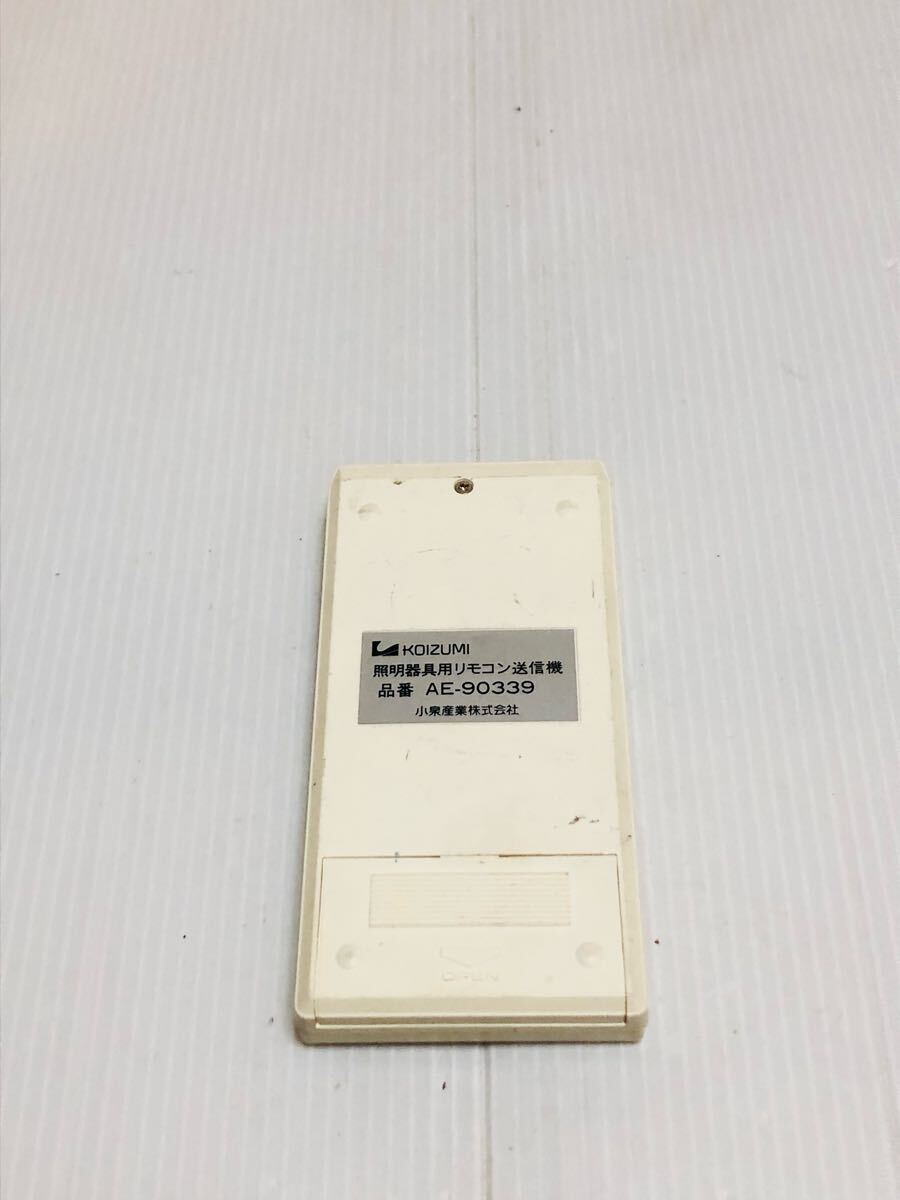 KOIZUMI
照明器具用リモコン送信機
品番 AE-90339
小泉産業株式会社
OPEN